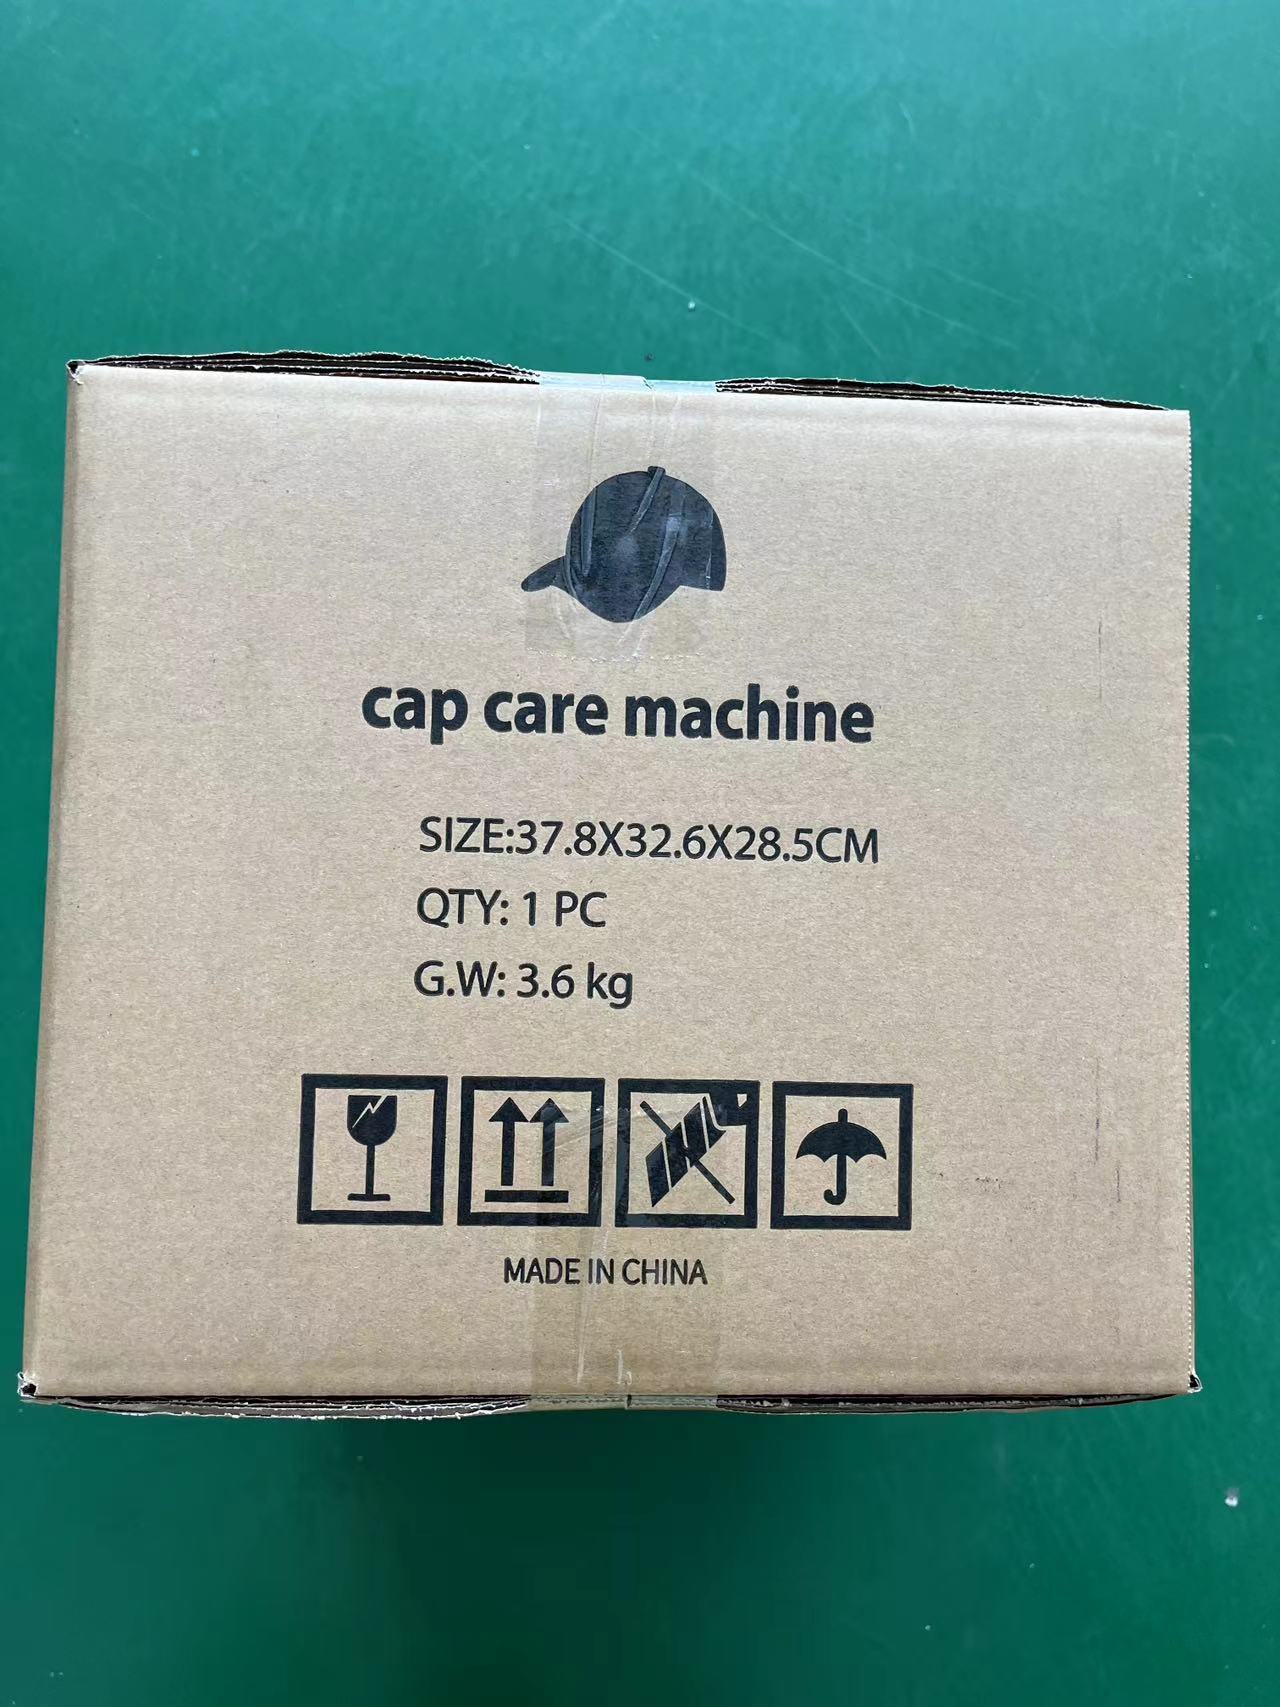 cap care machine
SIZE:37.8X32.6X28.5CM
QTY: 1 PC
G.W: 3.6 kg
MADE IN CHINA